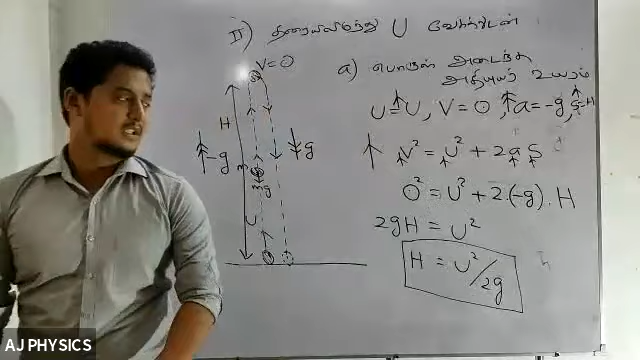 II) தரையிலிருந்து U வேகத்துடன்
V=0
a) பொருள் அடைந்த
அதியுயர் உயரம்
U=U, V=0, a=-g, S=H
H
-g
g
V² = U² + 2aS
0² = U² + 2.(-g).H
mg
U
2gH = U²
H = U²/2g
AJ PHYSICS